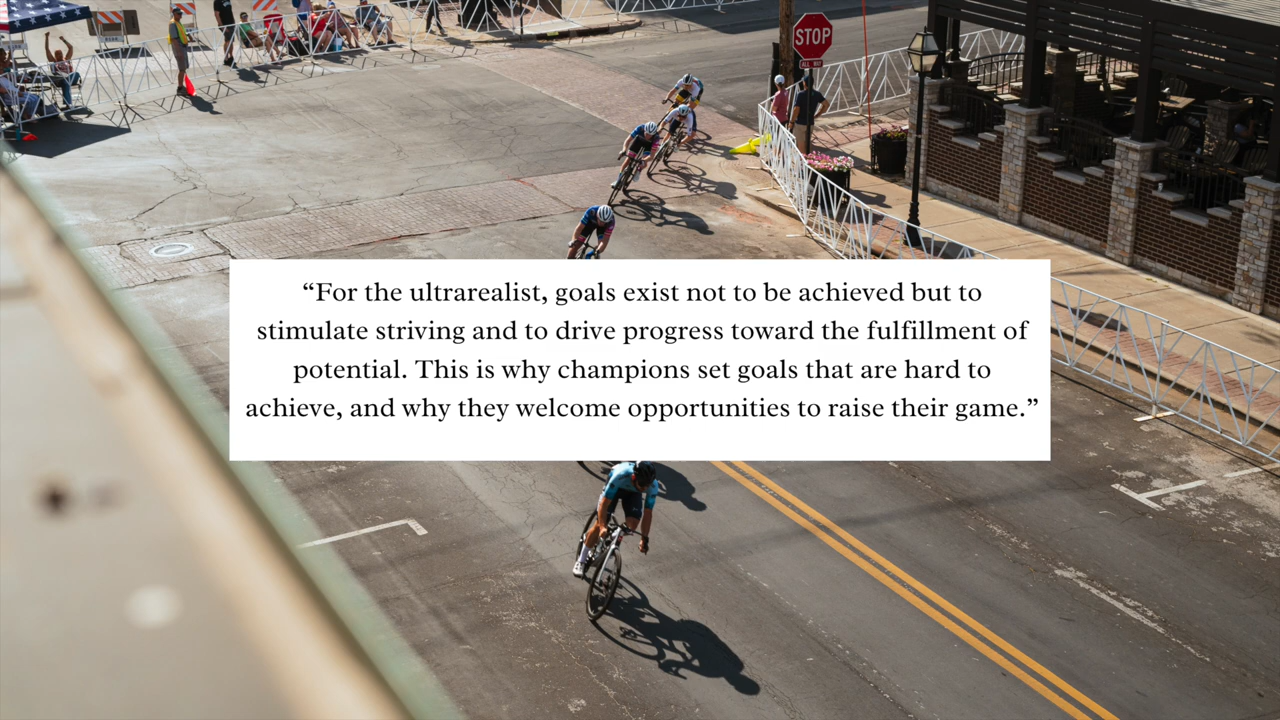 STOP
ALL WAY
“For the ultrarealist, goals exist not to be achieved but to
stimulate striving and to drive progress toward the fulfillment of
potential. This is why champions set goals that are hard to
achieve, and why they welcome opportunities to raise their game.”